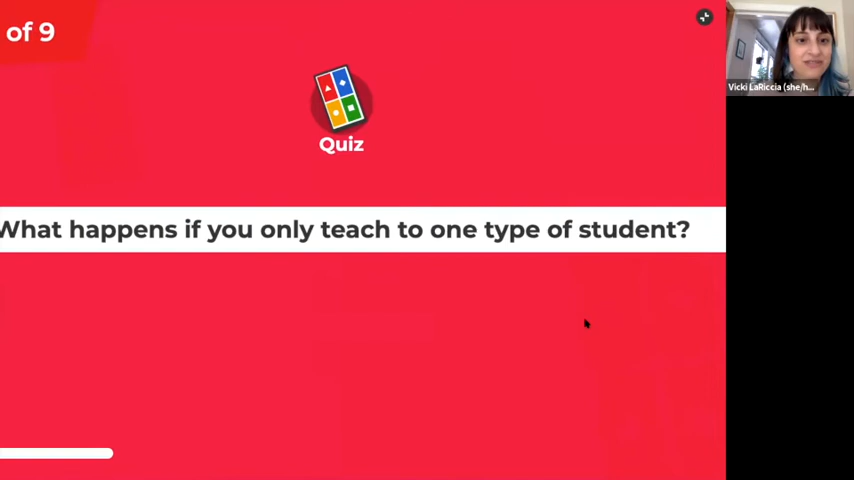 of 9
Quiz
What happens if you only teach to one type of student?
Vicki LaRiccia (she/h...